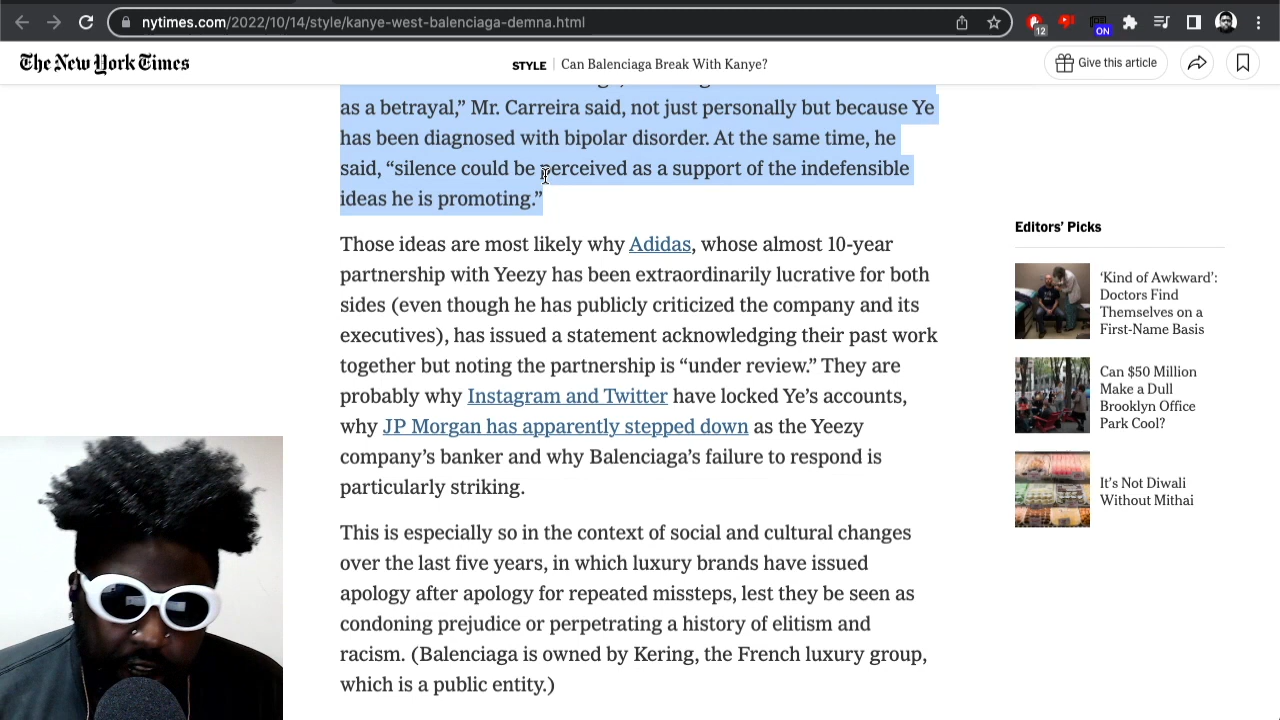 nytimes.com/2022/10/14/style/kanye-west-balenciaga-demna.html
12
ON
The New York Times
STYLE | Can Balenciaga Break With Kanye?
Give this article
as a betrayal,” Mr. Carreira said, not just personally but because Ye
has been diagnosed with bipolar disorder. At the same time, he
said, “silence could be perceived as a support of the indefensible
ideas he is promoting.”
Those ideas are most likely why Adidas, whose almost 10-year
partnership with Yeezy has been extraordinarily lucrative for both
sides (even though he has publicly criticized the company and its
executives), has issued a statement acknowledging their past work
together but noting the partnership is “under review.” They are
probably why Instagram and Twitter have locked Ye’s accounts,
why JP Morgan has apparently stepped down as the Yeezy
company’s banker and why Balenciaga’s failure to respond is
particularly striking.
This is especially so in the context of social and cultural changes
over the last five years, in which luxury brands have issued
apology after apology for repeated missteps, lest they be seen as
condoning prejudice or perpetrating a history of elitism and
racism. (Balenciaga is owned by Kering, the French luxury group,
which is a public entity.)
Editors’ Picks
‘Kind of Awkward’:
Doctors Find
Themselves on a
First-Name Basis
Can $50 Million
Make a Dull
Brooklyn Office
Park Cool?
It’s Not Diwali
Without Mithai